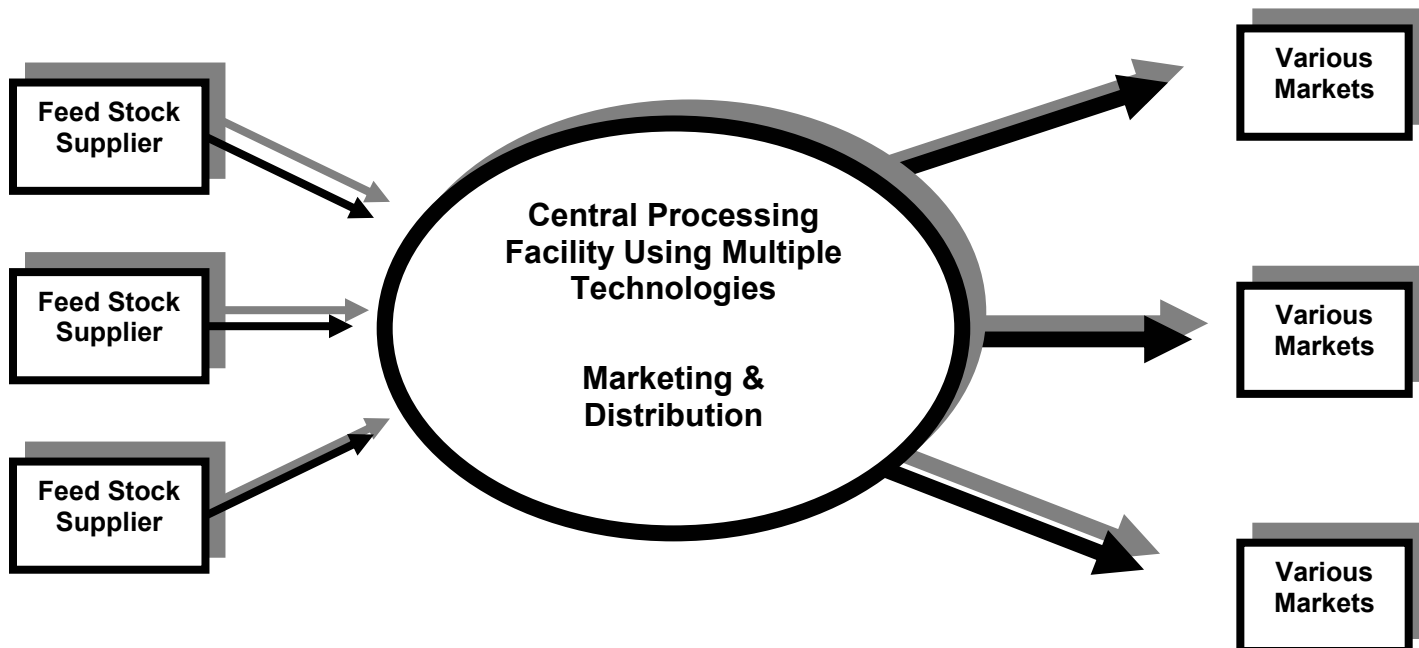 Feed Stock
Supplier
Feed Stock
Supplier
Feed Stock
Supplier
Central Processing
Facility Using Multiple
Technologies
Marketing &
Distribution
Various
Markets
Various
Markets
Various
Markets